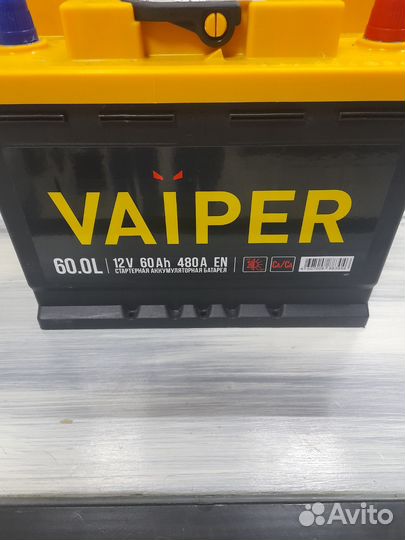 VAIPER
60.0L 12V 60Ah 480A EN
СТАРТЕРНАЯ АККУМУЛЯТОРНАЯ БАТАРЕЯ
Ca/Ca
Avito